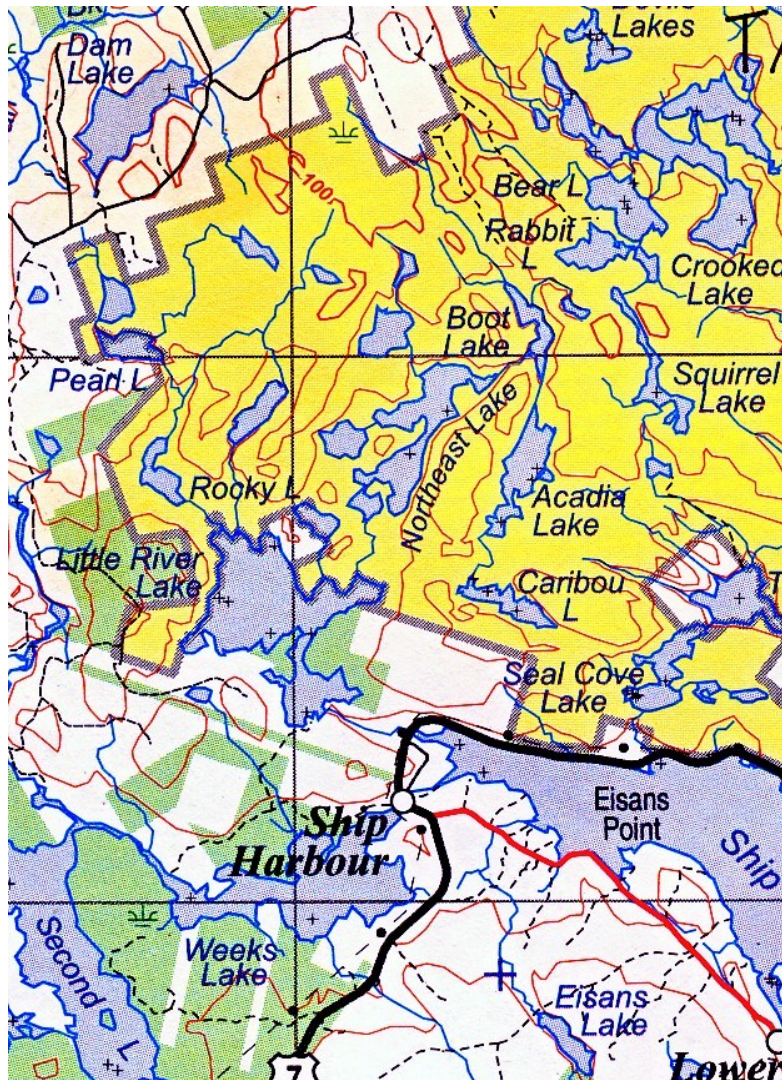 Dam
Lake
Lakes
100
Bear L
Rabbit
L
Crooked
Lake
Boot
Lake
Pearl L
Squirrel
Lake
Northeast Lake
Rocky L
Acadia
Lake
Little River
Lake
Caribou
L
Seal Cove
Lake
Eisans
Point
Ship
Ship
Harbour
Weeks
Lake
Second L
Eisans
Lake
7
Lower